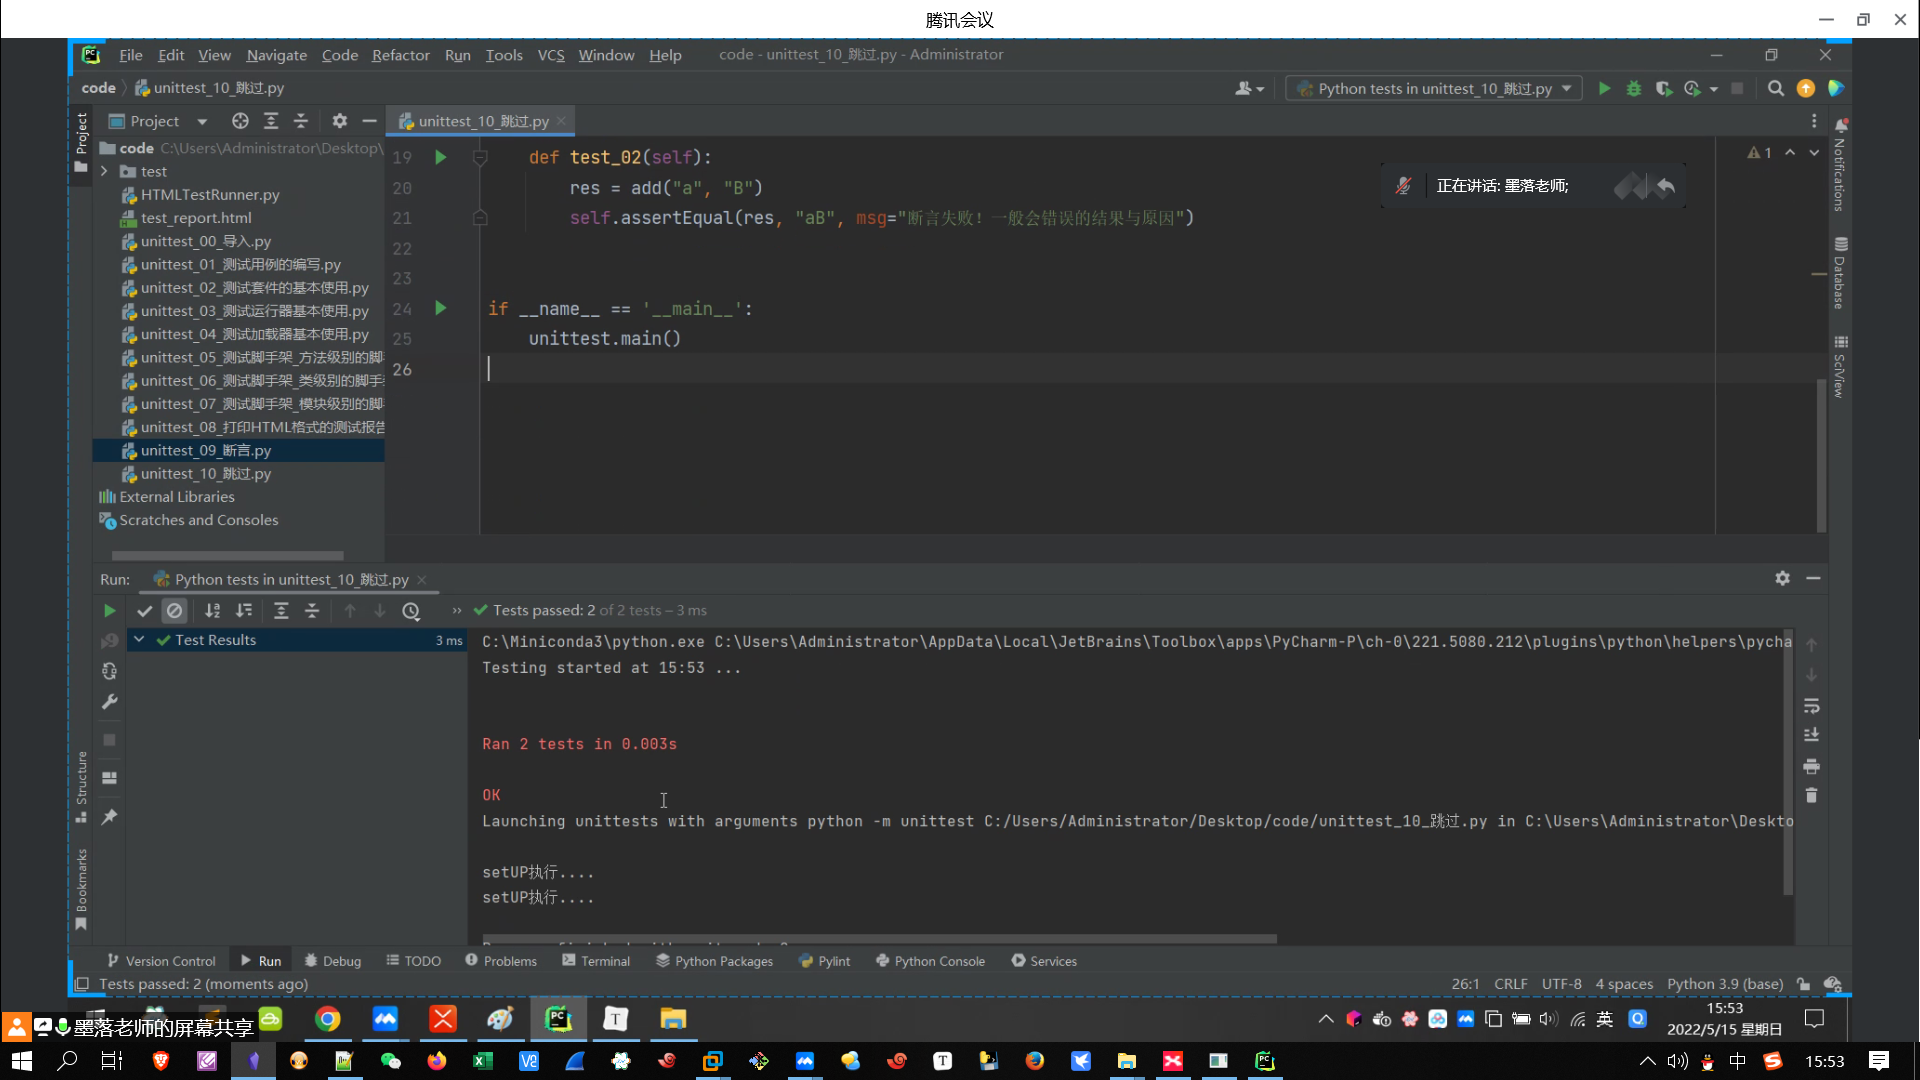 腾讯会议
File Edit View Navigate Code Refactor Run Tools VCS Window Help code - unittest_10_跳过.py - Administrator
code unittest_10_跳过.py
Python tests in unittest_10_跳过.py
Project
unittest_10_跳过.py
Project
code C:\Users\Administrator\Desktop\
test
HTMLTestRunner.py
test_report.html
unittest_00_导入.py
unittest_01_测试用例的编写.py
unittest_02_测试套件的基本使用.py
unittest_03_测试运行器基本使用.py
unittest_04_测试加载器基本使用.py
unittest_05_测试脚手架_方法级别的脚
unittest_06_测试脚手架_类级别的脚手
unittest_07_测试脚手架_模块级别的脚
unittest_08_打印HTML格式的测试报告
unittest_09_断言.py
unittest_10_跳过.py
External Libraries
Scratches and Consoles
19 def test_02(self):
20 res = add("a", "B")
21 self.assertEqual(res, "aB", msg="断言失败! 一般会错误的结果与原因")
22
23
24 if __name__ == '__main__':
25 unittest.main()
26
1
正在讲话: 墨落老师;
Notifications
Database
SciView
Run: Python tests in unittest_10_跳过.py
Tests passed: 2 of 2 tests – 3 ms
Test Results 3 ms
C:\Miniconda3\python.exe C:\Users\Administrator\AppData\Local\JetBrains\Toolbox\apps\PyCharm-P\ch-0\221.5080.212\plugins\python\helpers\pycha
Testing started at 15:53 ...
Ran 2 tests in 0.003s
OK
Launching unittests with arguments python -m unittest C:/Users/Administrator/Desktop/code/unittest_10_跳过.py in C:\Users\Administrator\Deskto
setUP执行....
setUP执行....
Structure
Bookmarks
Version Control Run Debug TODO Problems Terminal Python Packages Pylint Python Console Services
Tests passed: 2 (moments ago)
26:1 CRLF UTF-8 4 spaces Python 3.9 (base)
墨落老师的屏幕共享
英
15:53
2022/5/15 星期日
中
15:53